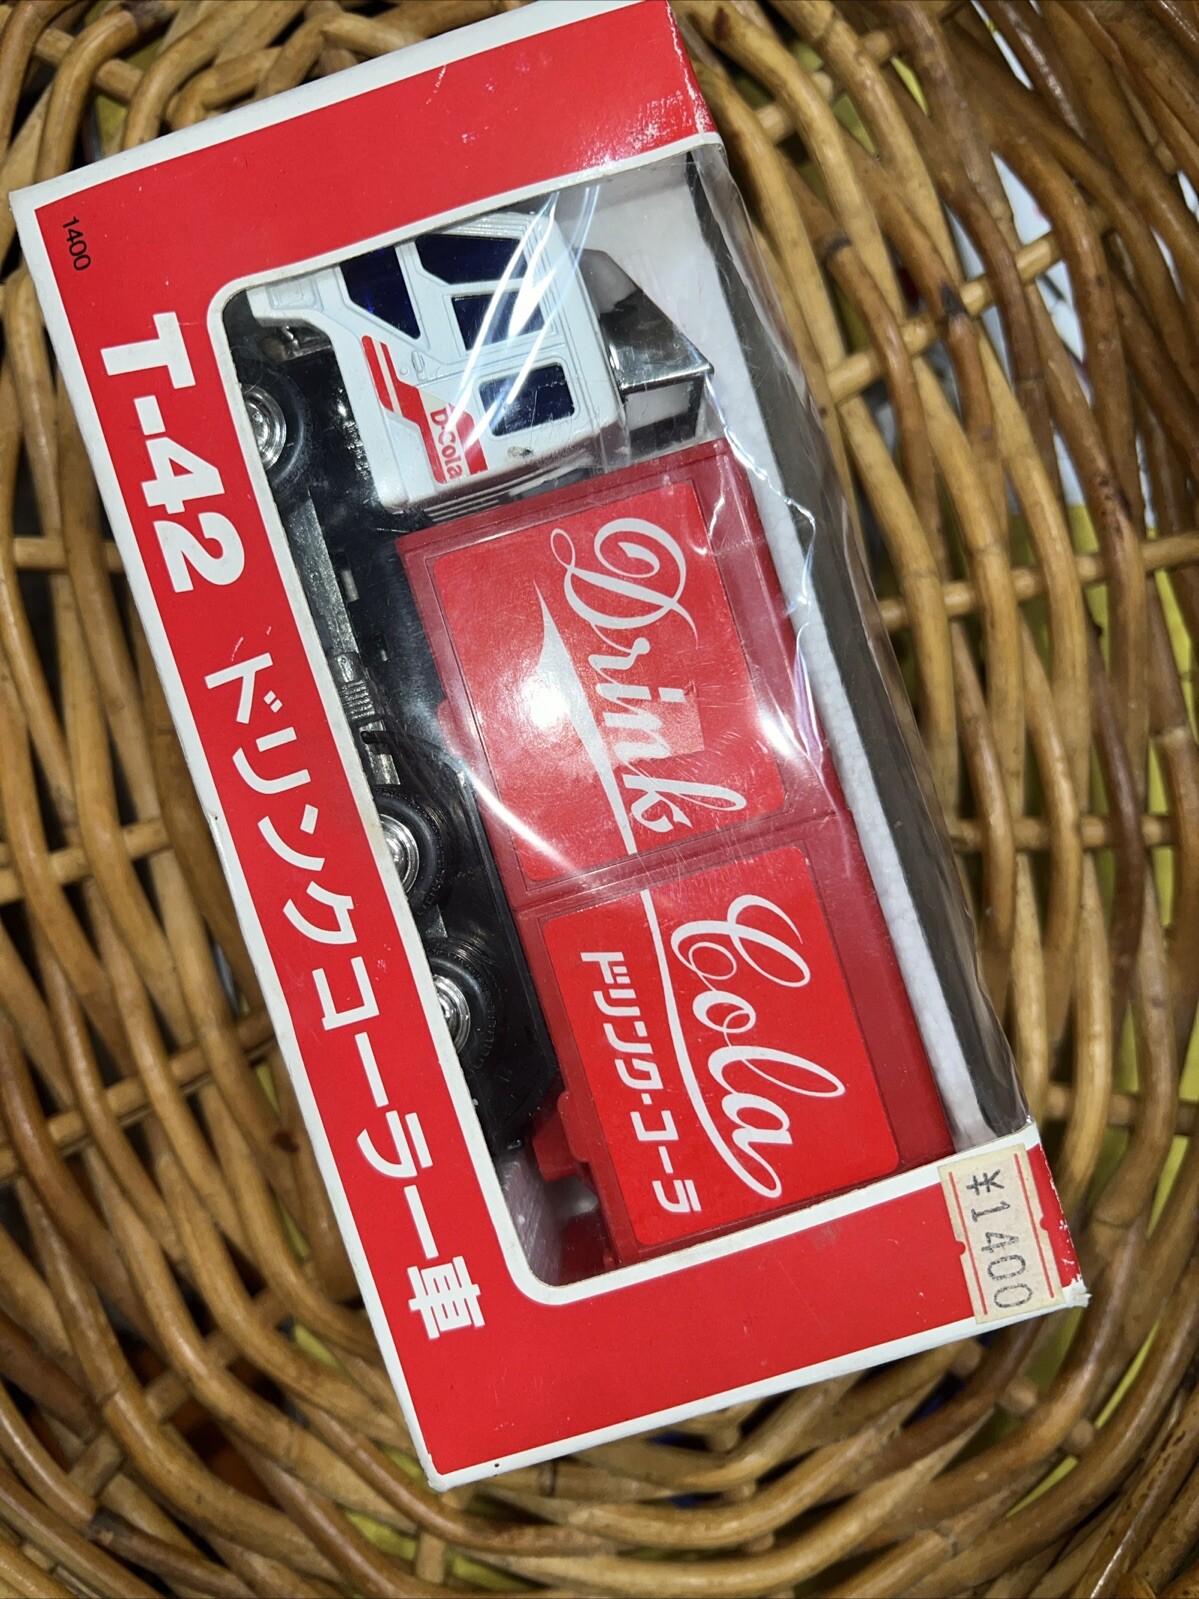 1400
T-42 ドリンクコーラー車
D-Cola
Drink
Cola
ドリンク・コーラ
¥1400